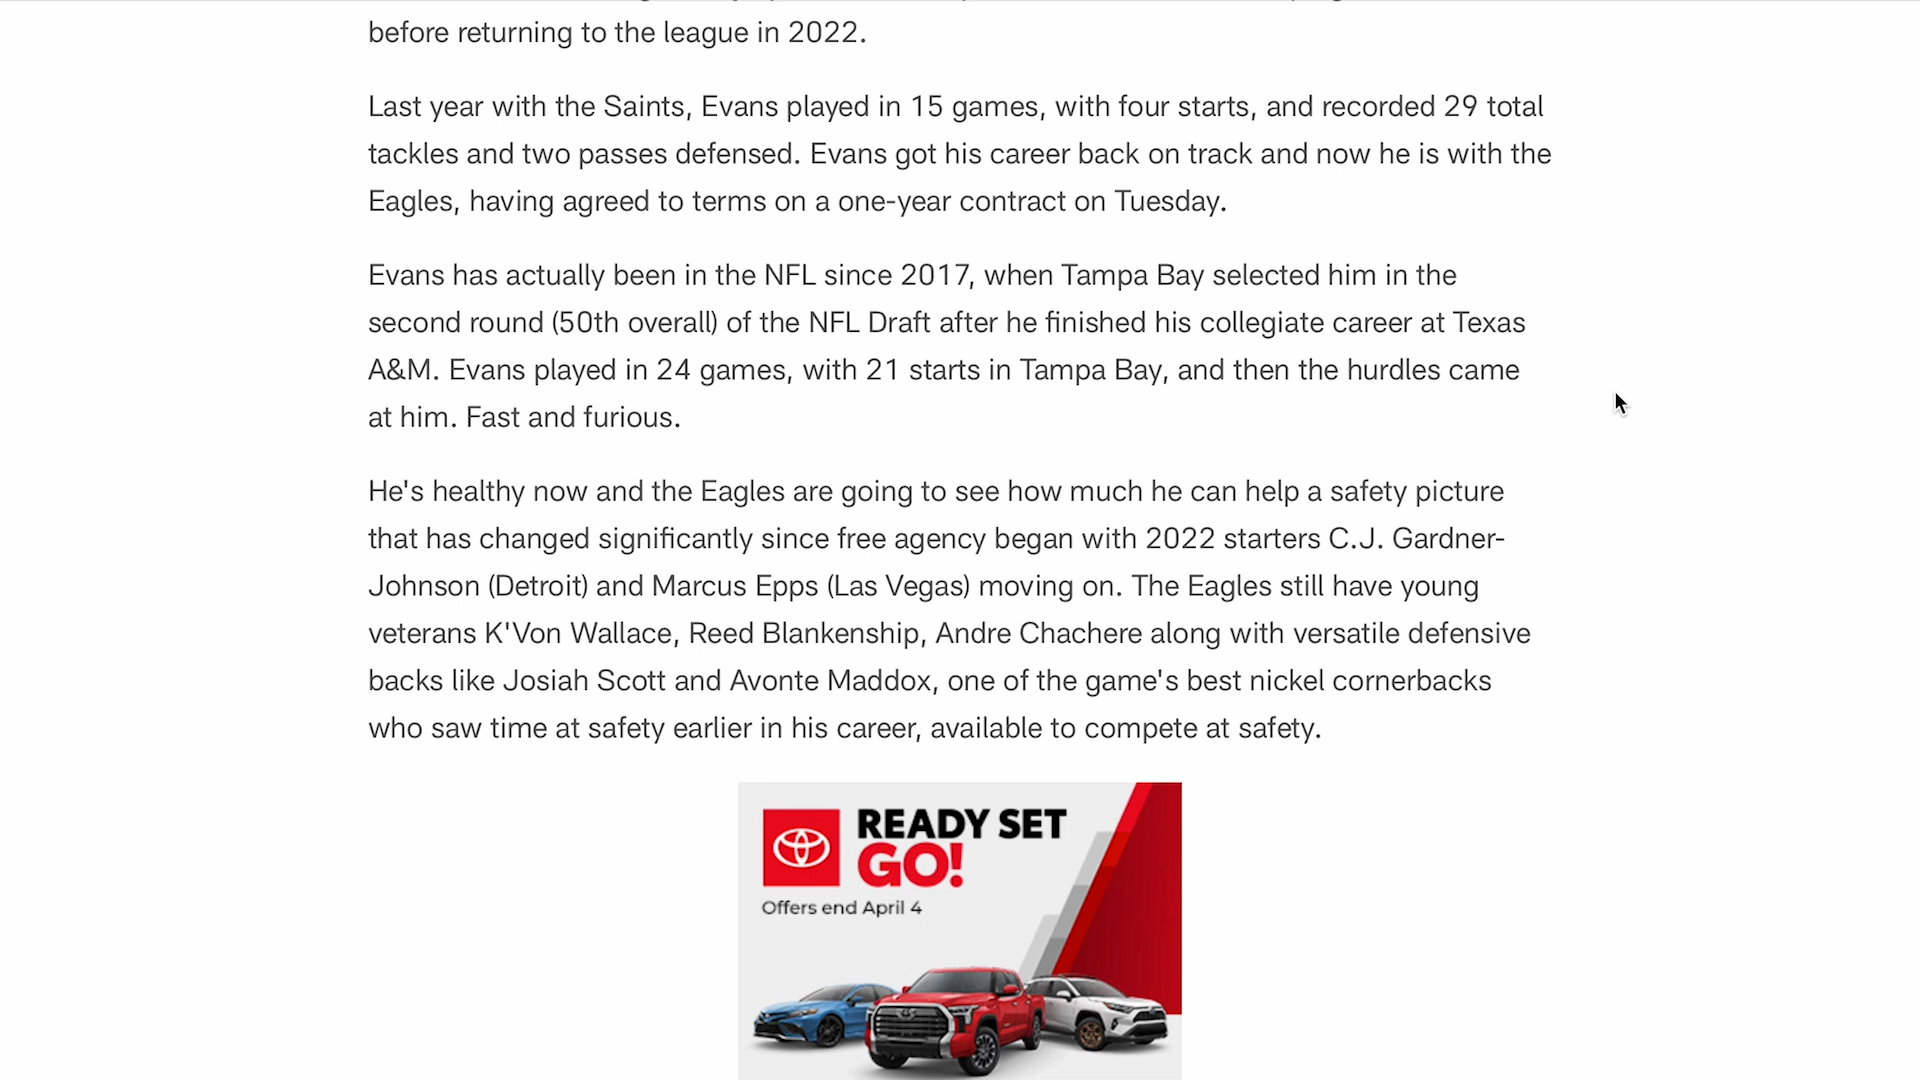 before returning to the league in 2022.
Last year with the Saints, Evans played in 15 games, with four starts, and recorded 29 total
tackles and two passes defensed. Evans got his career back on track and now he is with the
Eagles, having agreed to terms on a one-year contract on Tuesday.
Evans has actually been in the NFL since 2017, when Tampa Bay selected him in the
second round (50th overall) of the NFL Draft after he finished his collegiate career at Texas
A&M. Evans played in 24 games, with 21 starts in Tampa Bay, and then the hurdles came
at him. Fast and furious.
He's healthy now and the Eagles are going to see how much he can help a safety picture
that has changed significantly since free agency began with 2022 starters C.J. Gardner-
Johnson (Detroit) and Marcus Epps (Las Vegas) moving on. The Eagles still have young
veterans K'Von Wallace, Reed Blankenship, Andre Chachere along with versatile defensive
backs like Josiah Scott and Avonte Maddox, one of the game's best nickel cornerbacks
who saw time at safety earlier in his career, available to compete at safety.
READY SET
GO!
Offers end April 4